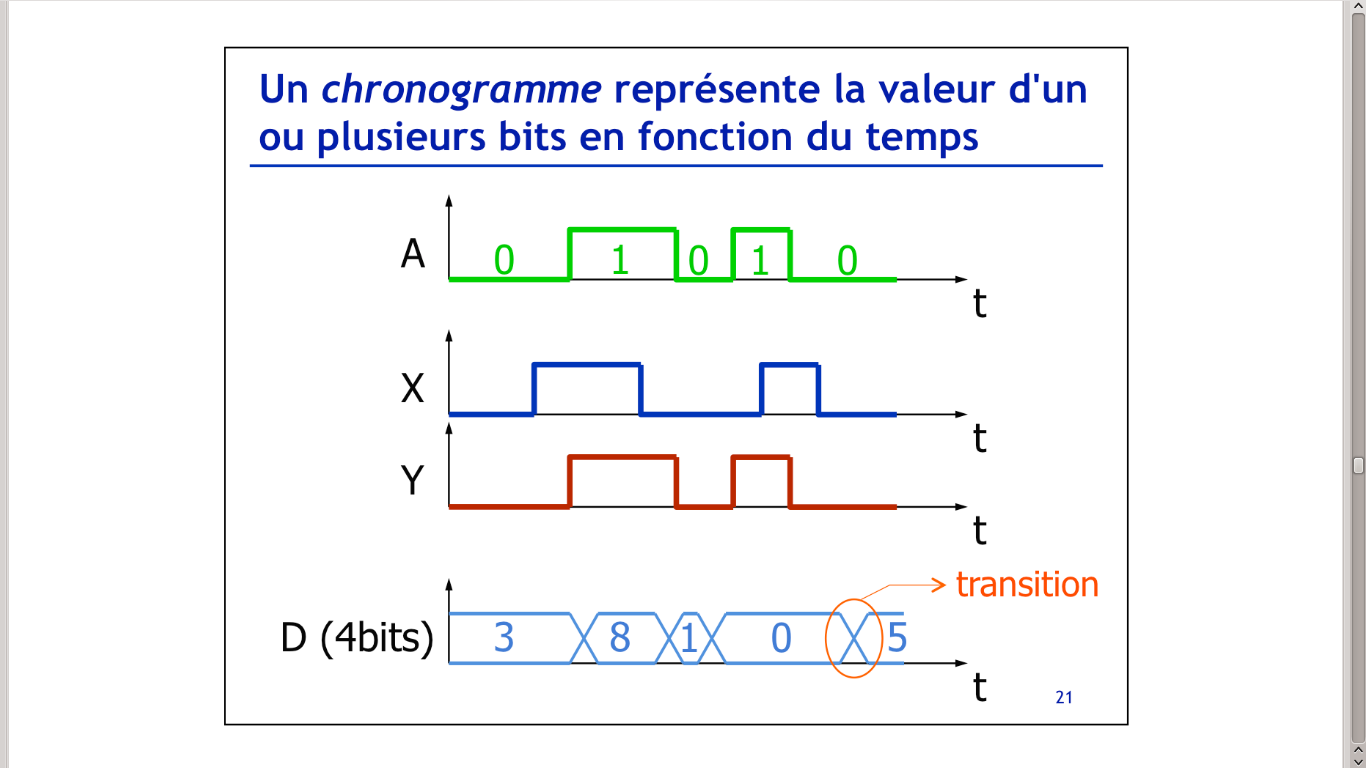 Un chronogramme représente la valeur d'un
ou plusieurs bits en fonction du temps
A
0 1 0 1 0
t
X
t
Y
t
transition
D (4bits)
3 8 1 0 5
t
21